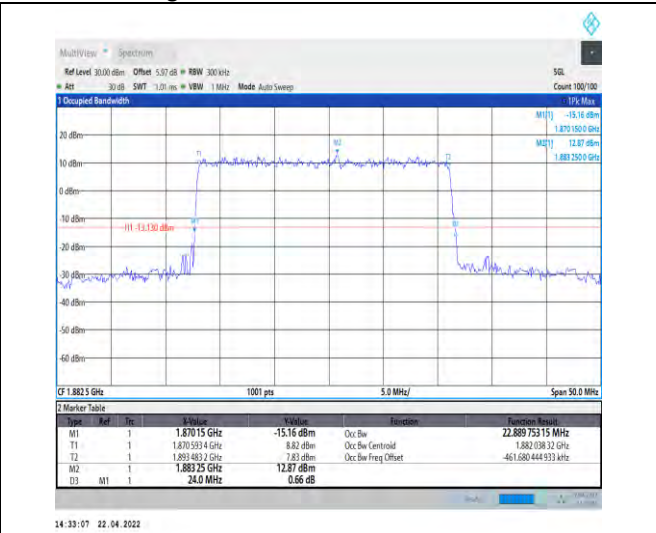 MultiView Spectrum
Ref Level 30.00 dBm Offset 5.97 dB RBW 300 kHz SGL
Att 30 dB SWT 1.01 ms VBW 1 MHz Mode Auto Sweep Count 100/100
1 Occupied Bandwidth 1Pk Max
M1[1] -15.16 dBm
1.870 150 0 GHz
M2[1] 12.87 dBm
1.883 250 0 GHz
20 dBm
M2
T1 T2
10 dBm
0 dBm
-10 dBm
H1 -13.130 dBm M1
-20 dBm
-30 dBm
-40 dBm
-50 dBm
-60 dBm
CF 1.882 5 GHz 1001 pts 5.0 MHz/ Span 50.0 MHz
2 Marker Table
Type Ref Trc X-Value Y-Value Function Function Result
M1 1 1.870 15 GHz -15.16 dBm Occ Bw 22.889 753 15 MHz
T1 1 1.870 593 4 GHz 8.82 dBm Occ Bw Centroid 1.882 038 32 GHz
T2 1 1.893 483 2 GHz 7.83 dBm Occ Bw Freq Offset -461.680 444 933 kHz
M2 1 1.883 25 GHz 12.87 dBm
D3 M1 1 24.0 MHz 0.66 dB
14:33:07 22.04.2022